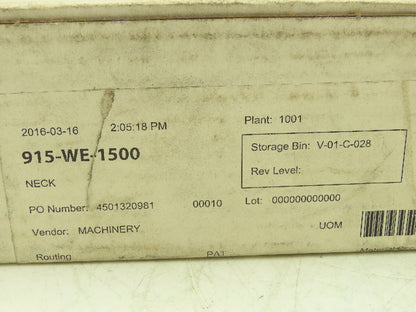 2016-03-16 2:05:18 PM Plant: 1001
915-WE-1500 Storage Bin: V-01-C-028
NECK Rev Level:
PO Number: 4501320981 00010 Lot: 000000000000
Vendor: MACHINERY UOM
Routing PAT